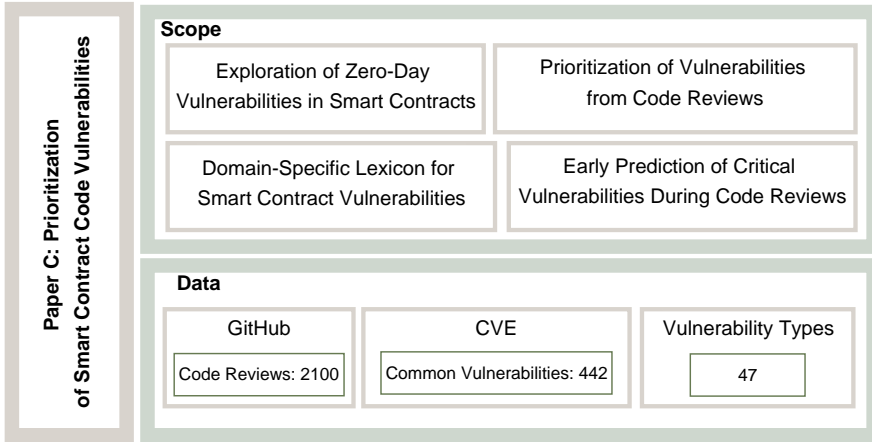 Paper C: Prioritization
of Smart Contract Code Vulnerabilities
Scope
Exploration of Zero-Day
Vulnerabilities in Smart Contracts
Prioritization of Vulnerabilities
from Code Reviews
Domain-Specific Lexicon for
Smart Contract Vulnerabilities
Early Prediction of Critical
Vulnerabilities During Code Reviews
Data
GitHub
Code Reviews: 2100
CVE
Common Vulnerabilities: 442
Vulnerability Types
47